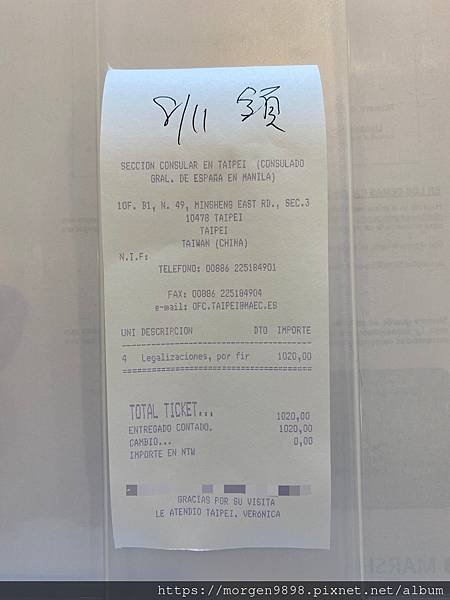 8/11 領
SECCION CONSULAR EN TAIPEI (CONSULADO
GRAL. DE ESPAÑA EN MANILA)
10F. B1, N. 49, MINGSHENG EAST RD., SEC.3
10478 TAIPEI
TAIPEI
TAIWAN (CHINA)
N.I.F:
TELEFONO: 00886 225184901
FAX: 00886 225184904
e-mail: OFC.TAIPEI@MAEC.ES
UNI DESCRIPCION DTO IMPORTE
4 Legalizaciones, por fir 1020,00
TOTAL TICKET... 1020,00
ENTREGADO CONTADO. 1020,00
CAMBIO... 0,00
IMPORTE EN NTW
GRACIAS POR SU VISITA
LE ATENDIO TAIPEI. VERONICA
https://morgen9898.pixnet.net/album